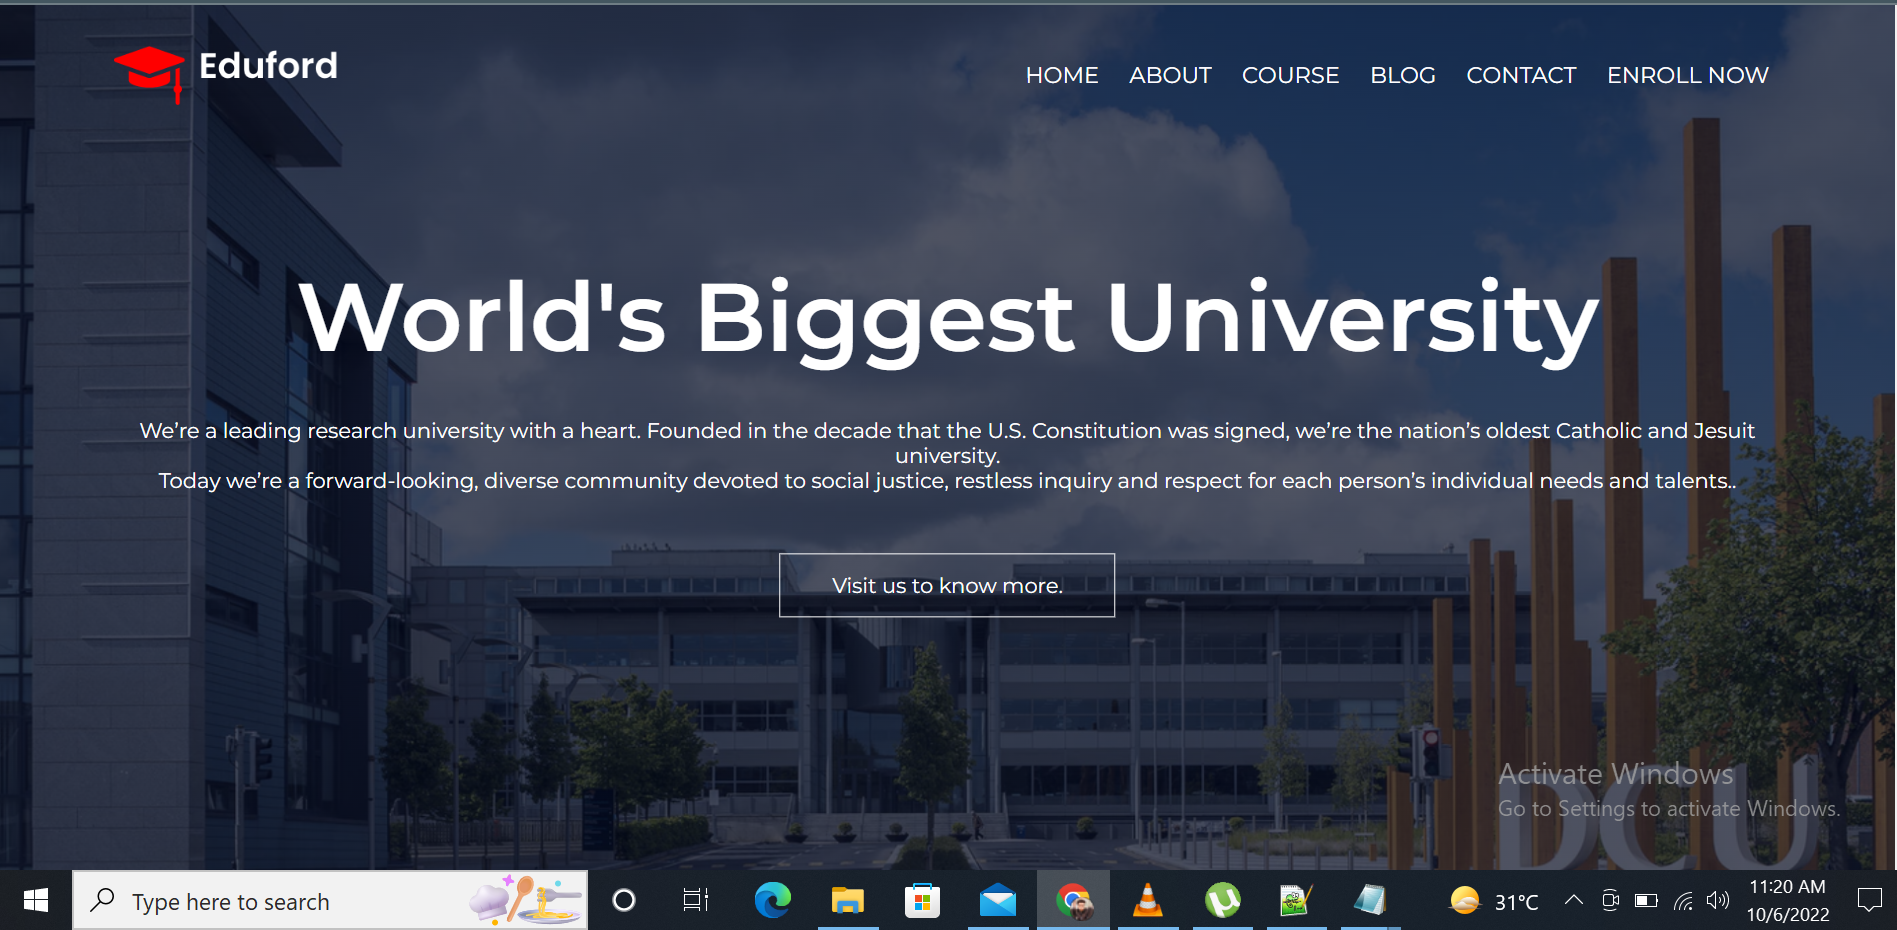 Eduford
HOME ABOUT COURSE BLOG CONTACT ENROLL NOW
World's Biggest University
We’re a leading research university with a heart. Founded in the decade that the U.S. Constitution was signed, we’re the nation’s oldest Catholic and Jesuit
university.
Today we’re a forward-looking, diverse community devoted to social justice, restless inquiry and respect for each person’s individual needs and talents..
Visit us to know more.
Activate Windows
Go to Settings to activate Windows.
DCU
Type here to search
31°C
11:20 AM
10/6/2022